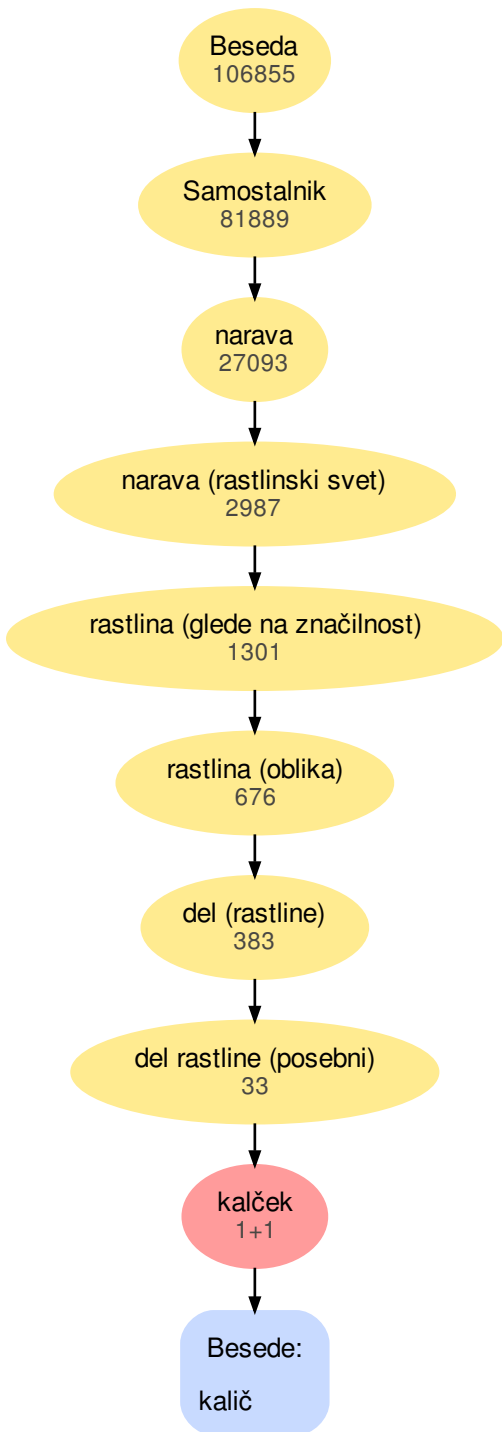 Beseda
106855
Samostalnik
81889
narava
27093
narava (rastlinski svet)
2987
rastlina (glede na značilnost)
1301
rastlina (oblika)
676
del (rastline)
383
del rastline (posebni)
33
kalček
1+1
Besede:
kalič